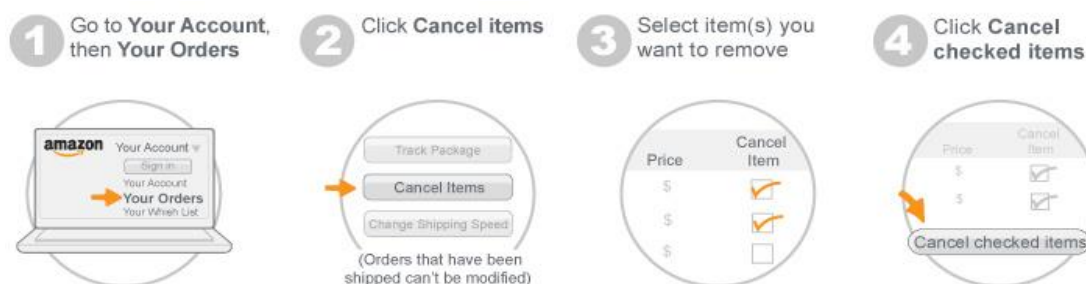 1 Go to Your Account,
then Your Orders
amazon
Your Account
Sign in
Your Account
Your Orders
Your Whieh List
2 Click Cancel items
Track Package
Cancel Items
Change Shipping Speed
(Orders that have been
shipped can't be modified)
3 Select item(s) you
want to remove
Price Cancel
Item
$
$
$
4 Click Cancel
checked items
Price Cancel
Item
$
$
Cancel checked items